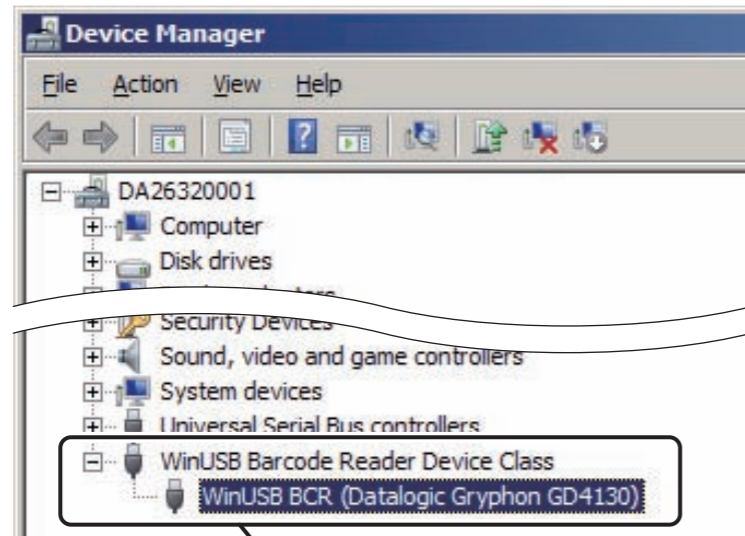 Device Manager
File Action View Help
DA26320001
Computer
Disk drives
Security Devices
Sound, video and game controllers
System devices
Universal Serial Bus controllers
WinUSB Barcode Reader Device Class
WinUSB BCR (Datalogic Gryphon GD4130)